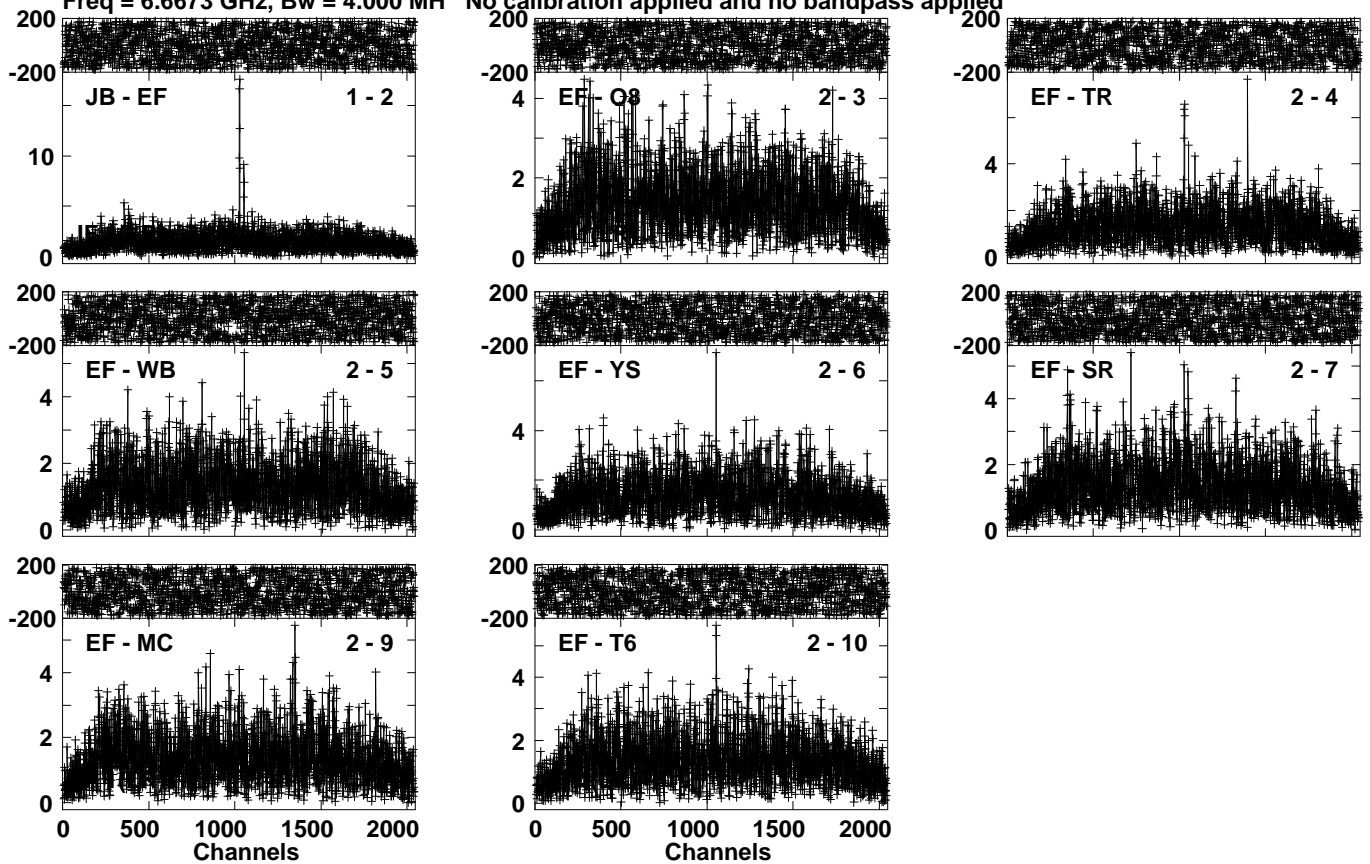 Freq = 6.6673 GHz, Bw = 4.000 MH No calibration applied and no bandpass applied
200 200 200
-200 -200 -200
JB - EF 1 - 2 EF - O8 2 - 3 EF - TR 2 - 4
10 0
4 2 0
4 0
200 200 200
-200 -200 -200
EF - WB 2 - 5 EF - YS 2 - 6 EF - SR 2 - 7
4 2 0
4 0
4 2 0
200 200
-200 -200
EF - MC 2 - 9 EF - T6 2 - 10
4 2 0
4 2 0
0 500 1000 1500 2000 0 500 1000 1500 2000
Channels Channels